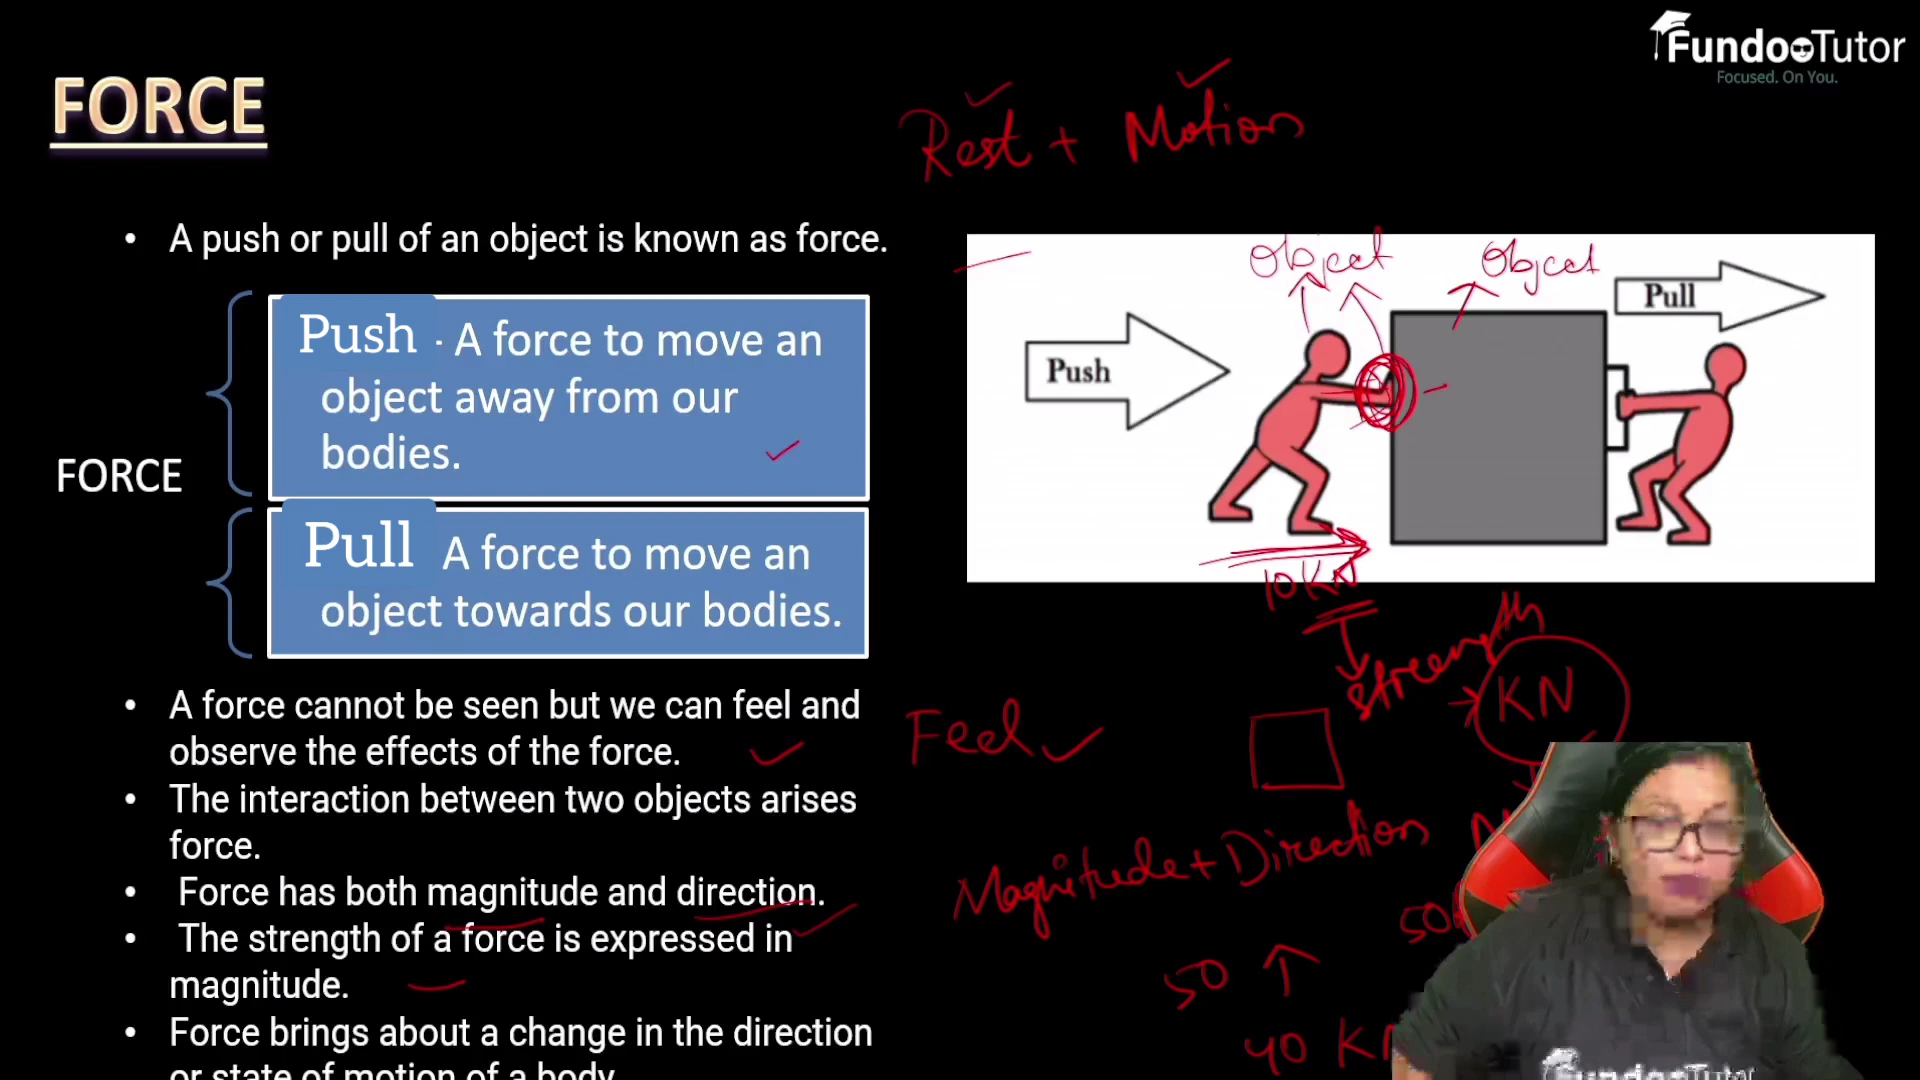 FundooTutor
Focused. On You.
FORCE
Rest + Motion
• A push or pull of an object is known as force.
Push - A force to move an
object away from our
bodies.
FORCE
Pull A force to move an
object towards our bodies.
Object
Object
Push
Pull
10 KN
strength
KN
• A force cannot be seen but we can feel and
observe the effects of the force.
• The interaction between two objects arises
force.
• Force has both magnitude and direction.
• The strength of a force is expressed in
magnitude.
• Force brings about a change in the direction
or state of motion of a body
Feel
Magnitude + Direction
50
50
40 K
FundooTutor